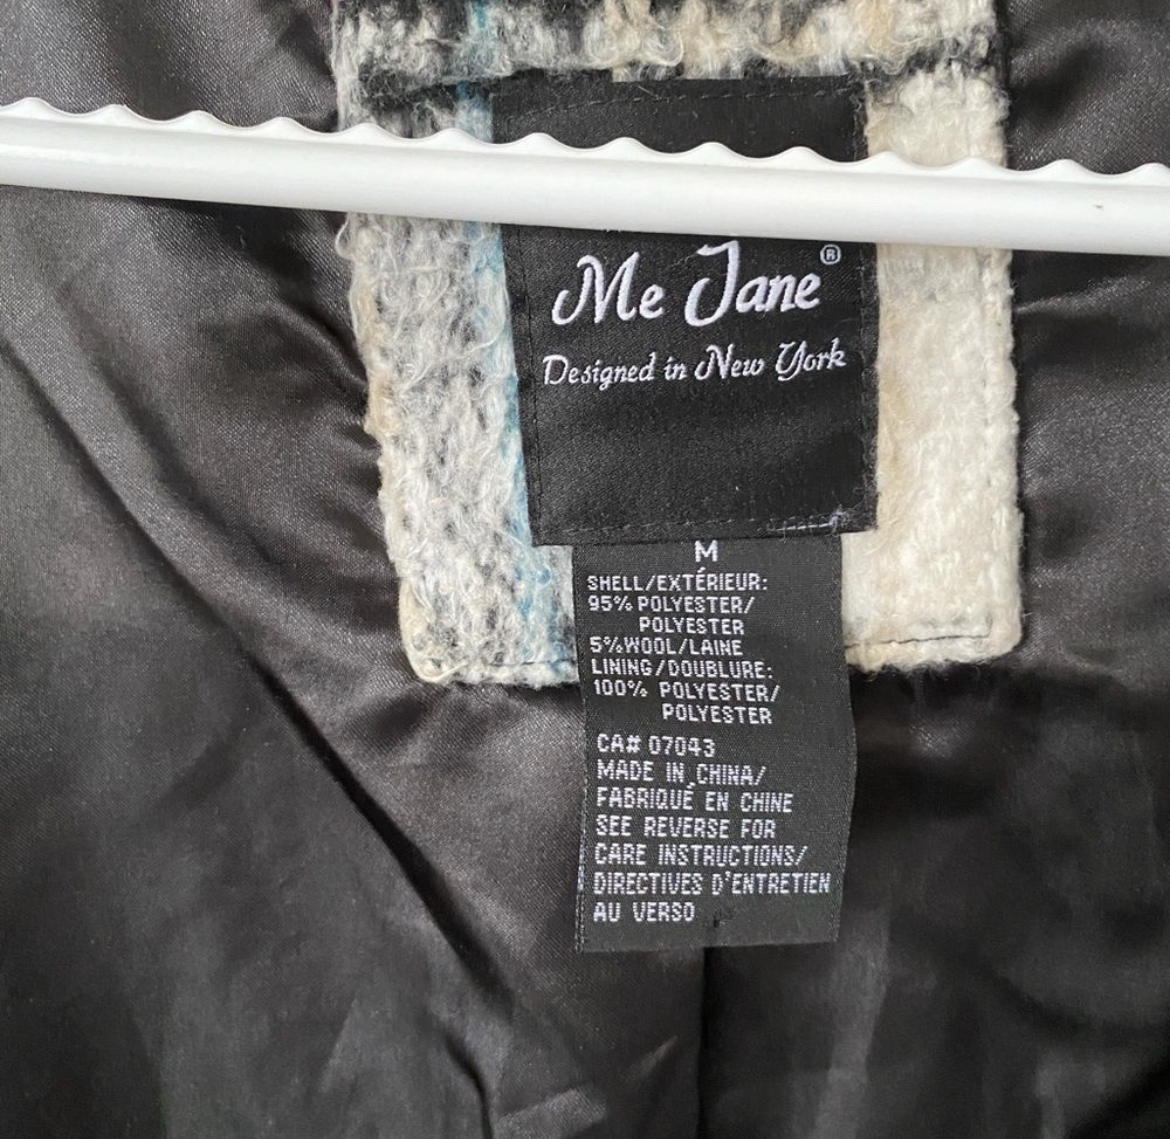 Me Jane®
Designed in New York
M
SHELL/EXTÉRIEUR:
95% POLYESTER/
POLYESTER
5%WOOL/LAINE
LINING/DOUBLURE:
100% POLYESTER/
POLYESTER
CA# 07043
MADE IN CHINA/
FABRIQUÉ EN CHINE
SEE REVERSE FOR
CARE INSTRUCTIONS/
DIRECTIVES D'ENTRETIEN
AU VERSO